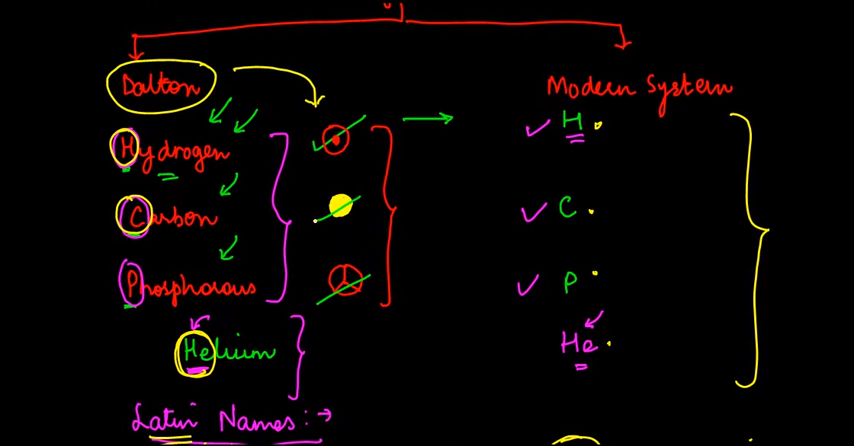 Dalton Modern System
Hydrogen H
Carbon C
Phosphorous P
Helium He
Latin Names :→